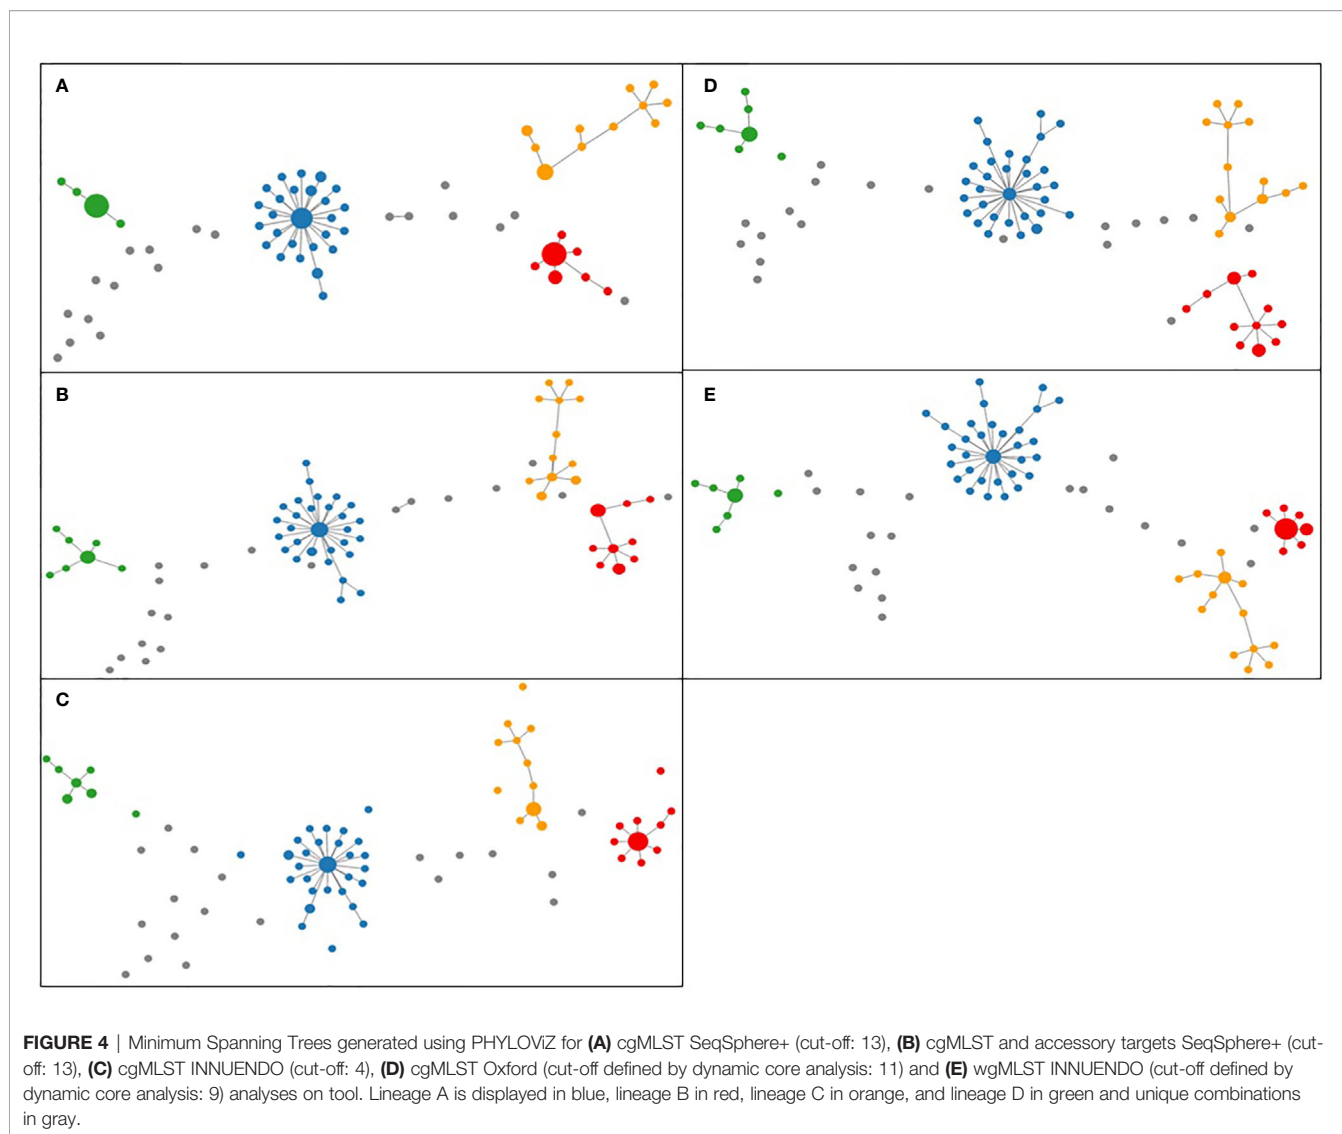 A
D
B
E
C
FIGURE 4 | Minimum Spanning Trees generated using PHYLOViZ for (A) cgMLST SeqSphere+ (cut-off: 13), (B) cgMLST and accessory targets SeqSphere+ (cut-
off: 13), (C) cgMLST INNUENDO (cut-off: 4), (D) cgMLST Oxford (cut-off defined by dynamic core analysis: 11) and (E) wgMLST INNUENDO (cut-off defined by
dynamic core analysis: 9) analyses on tool. Lineage A is displayed in blue, lineage B in red, lineage C in orange, and lineage D in green and unique combinations
in gray.